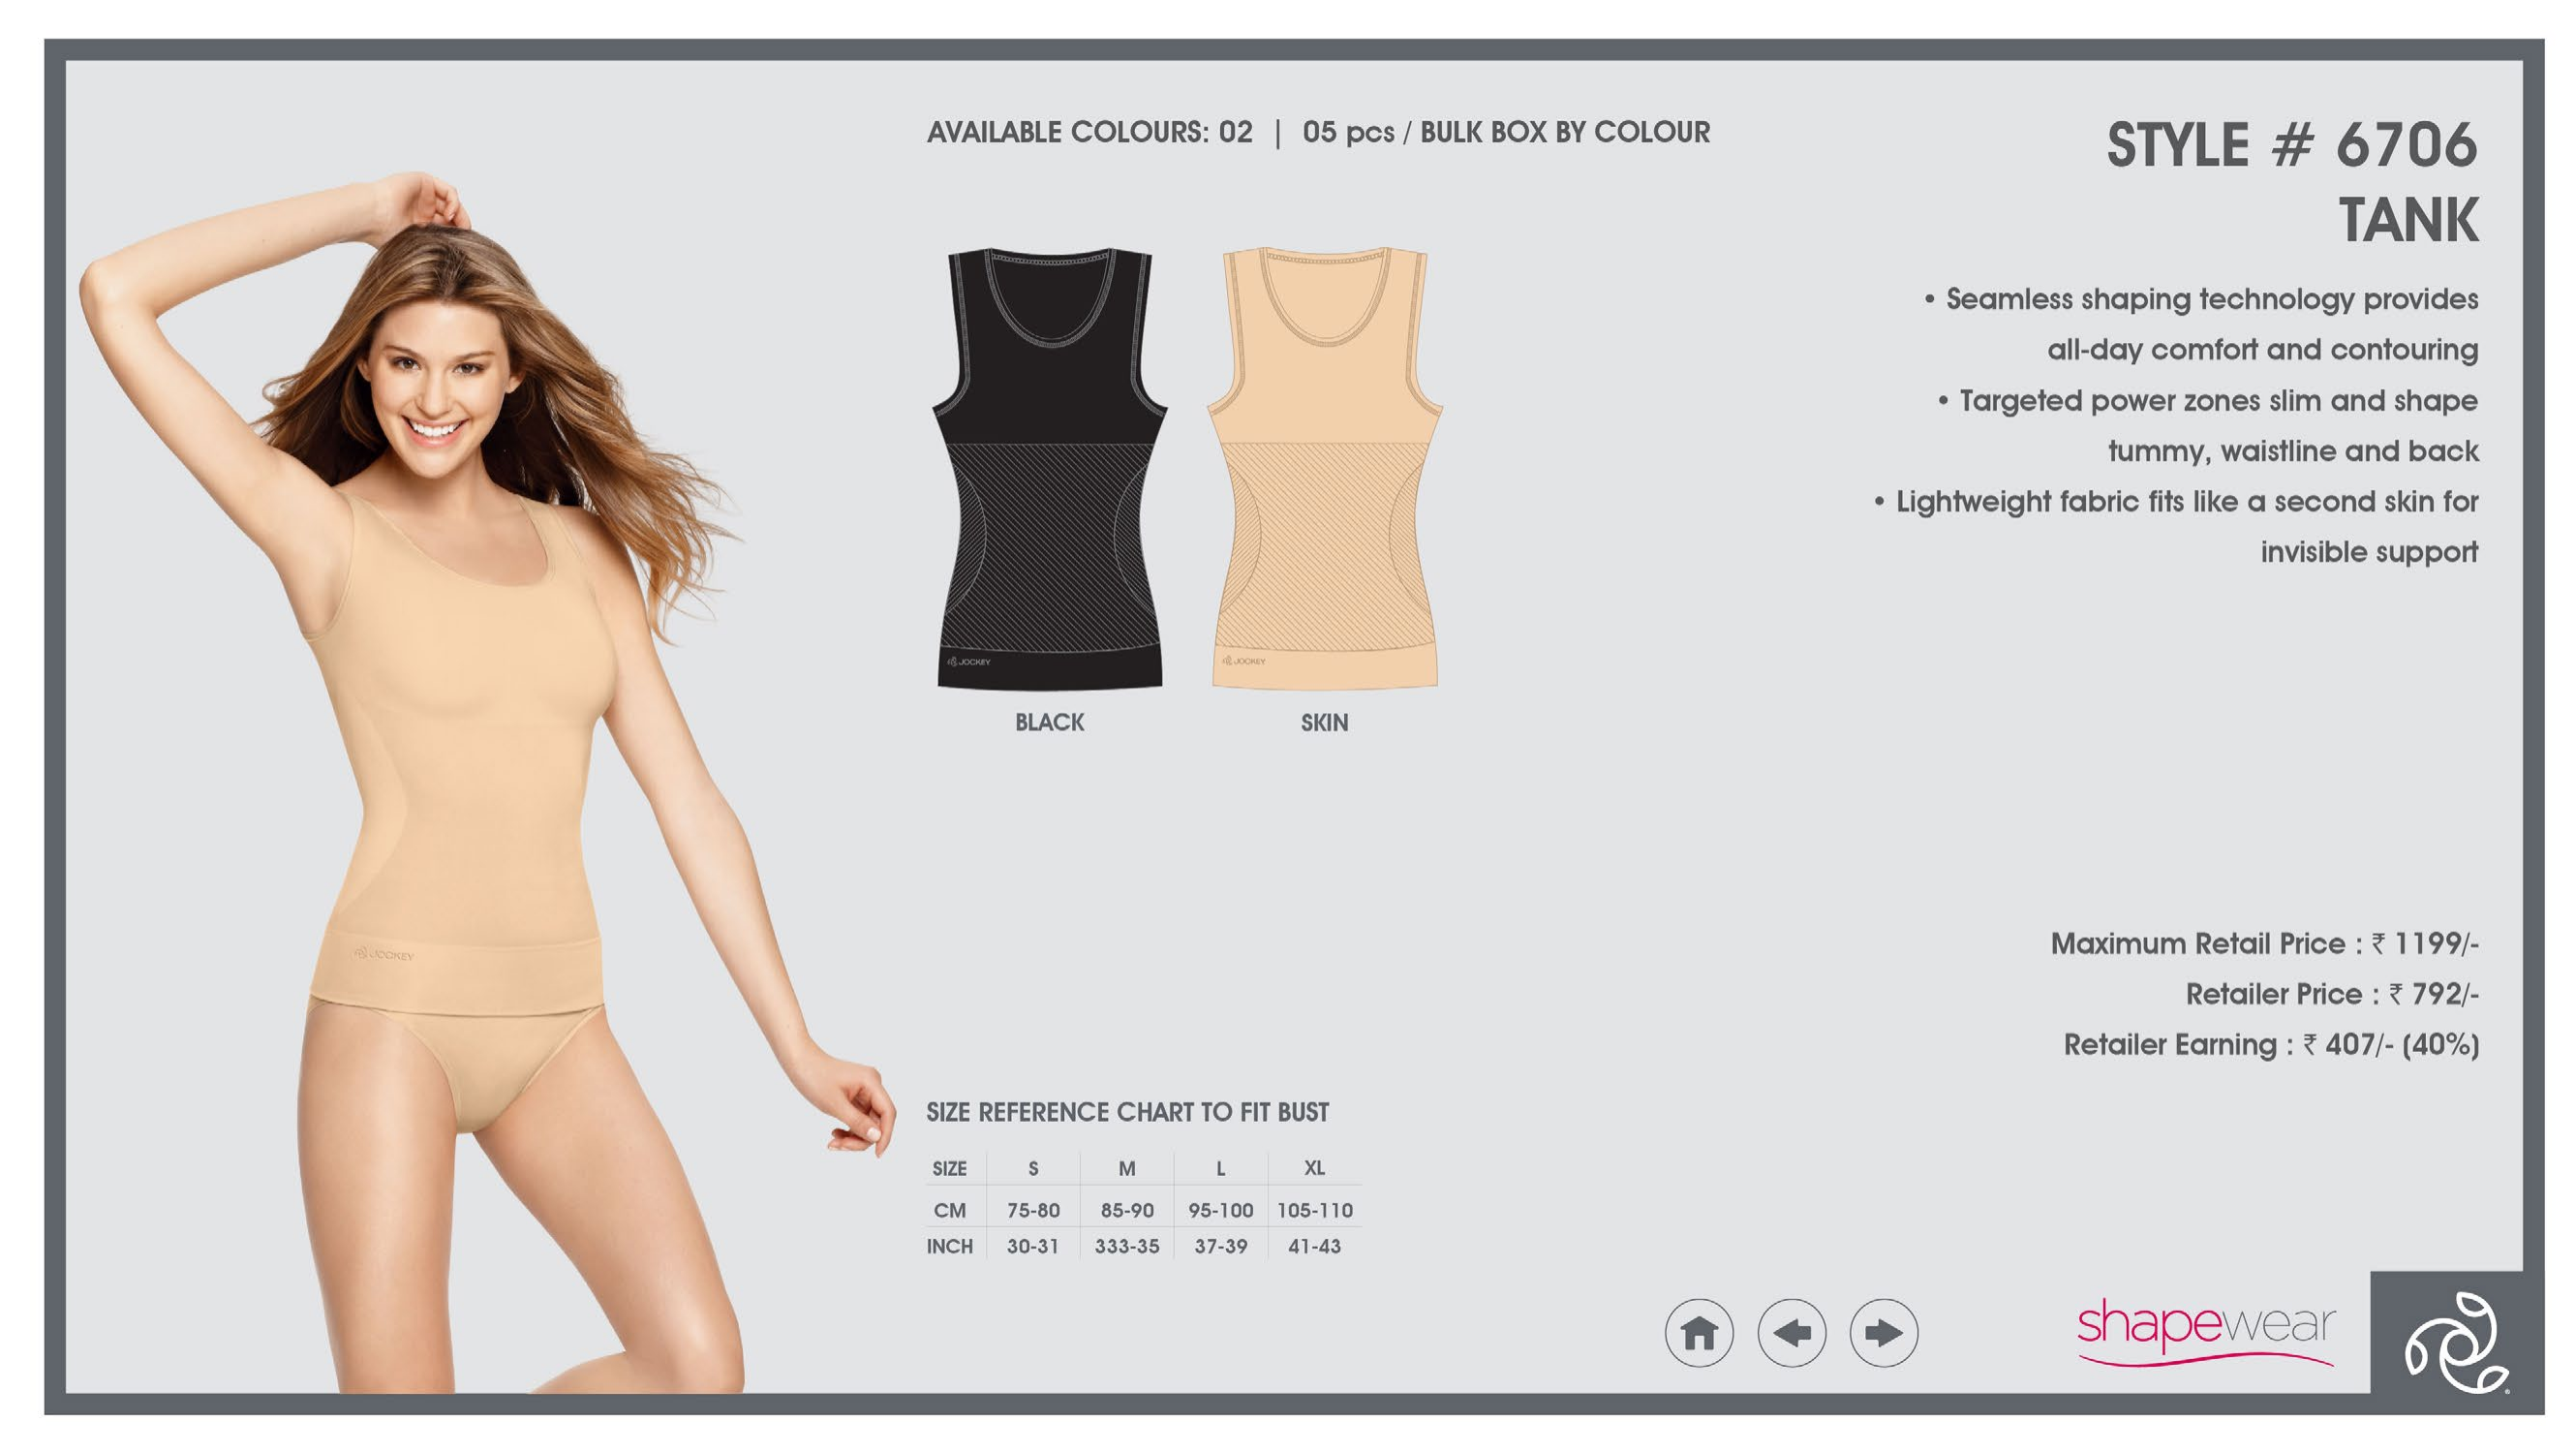 AVAILABLE COLOURS: 02 | 05 pcs / BULK BOX BY COLOUR
STYLE # 6706
TANK
• Seamless shaping technology provides
all-day comfort and contouring
• Targeted power zones slim and shape
tummy, waistline and back
• Lightweight fabric fits like a second skin for
invisible support
JOCKEY
JOCKEY
BLACK
SKIN
JOCKEY
Maximum Retail Price : ₹ 1199/-
Retailer Price : ₹ 792/-
Retailer Earning : ₹ 407/- (40%)
SIZE REFERENCE CHART TO FIT BUST
SIZE S M L XL
CM 75-80 85-90 95-100 105-110
INCH 30-31 333-35 37-39 41-43
shapewear